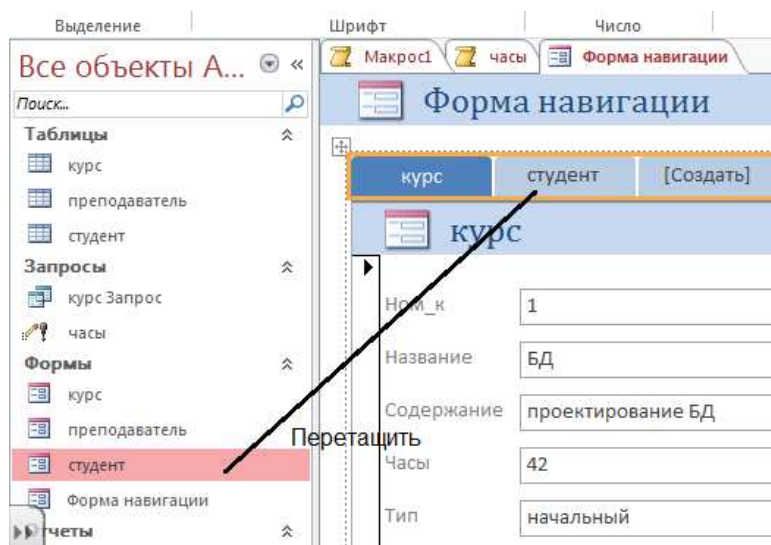 Выделение Шрифт Число
Все объекты A... «
Поиск...
Таблицы
курс
преподаватель
студент
Запросы
курс Запрос
часы
Формы
курс
преподаватель
студент
Форма навигации
Отчеты
Макрос1 часы Форма навигации
Форма навигации
курс студент [Создать]
курс
Ном_к 1
Название БД
Содержание проектирование БД
Часы 42
Тип начальный
Перетащить